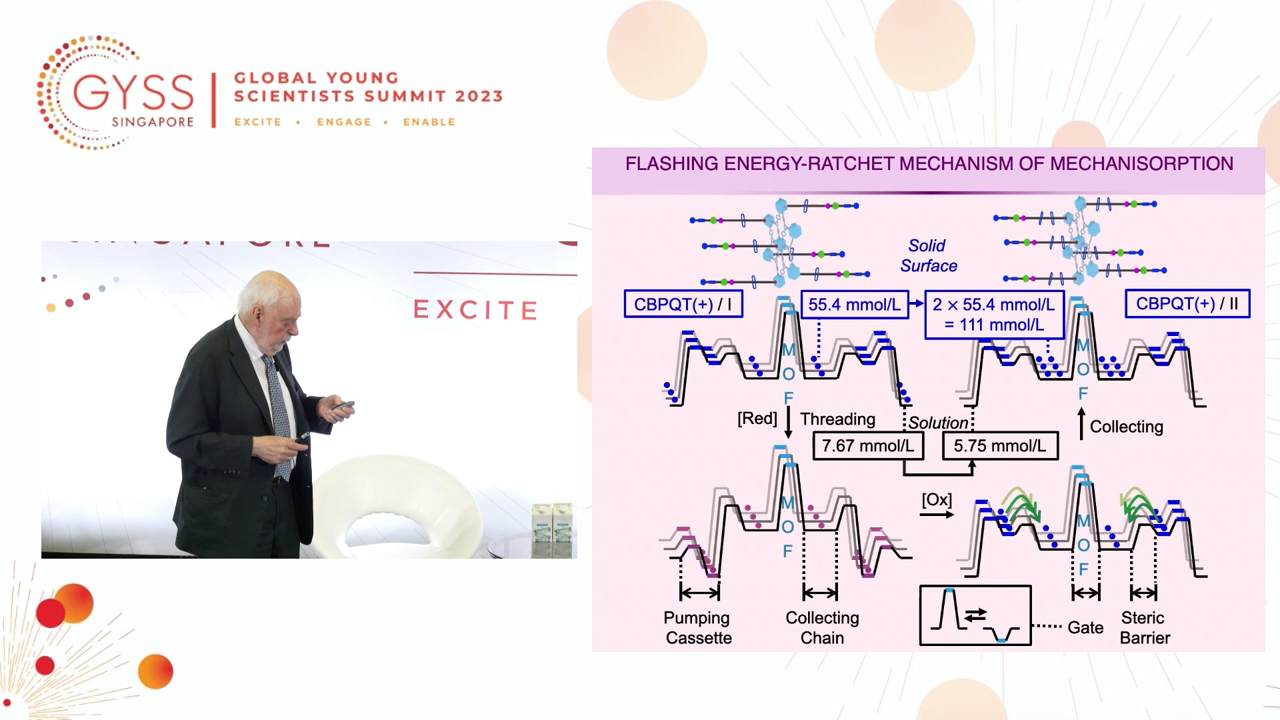 GYSS
SINGAPORE
GLOBAL YOUNG
SCIENTISTS SUMMIT 2023
EXCITE • ENGAGE • ENABLE
SINGAPORE
EXCITE
FLASHING ENERGY-RATCHET MECHANISM OF MECHANISORPTION
Solid
Surface
CBPQT(+) / I
55.4 mmol/L
2 × 55.4 mmol/L
= 111 mmol/L
CBPQT(+) / II
M
O
F
M
O
F
[Red]
Threading
Solution
Collecting
7.67 mmol/L
5.75 mmol/L
M
O
F
[Ox]
M
O
F
Pumping
Cassette
Collecting
Chain
Gate
Steric
Barrier